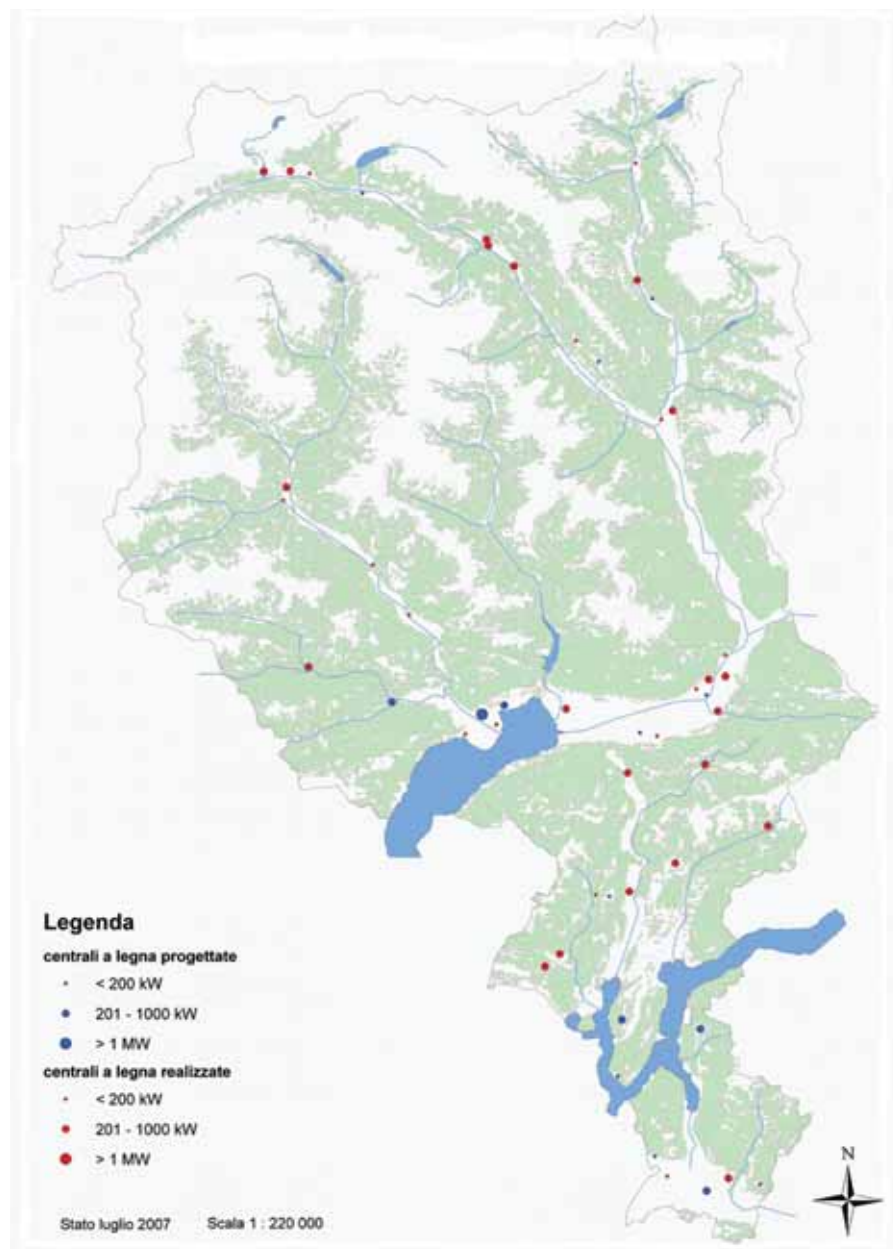 N
Legenda
centrali a legna progettate
< 200 kW
201 - 1000 kW
> 1 MW
centrali a legna realizzate
< 200 kW
201 - 1000 kW
> 1 MW
Stato luglio 2007 Scala 1 : 220 000